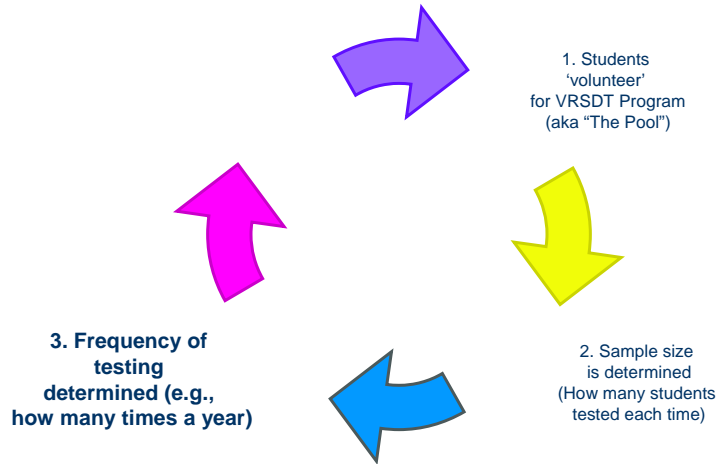 1. Students
‘volunteer’
for VRSDT Program
(aka “The Pool”)
2. Sample size
is determined
(How many students
tested each time)
3. Frequency of
testing
determined (e.g.,
how many times a year)